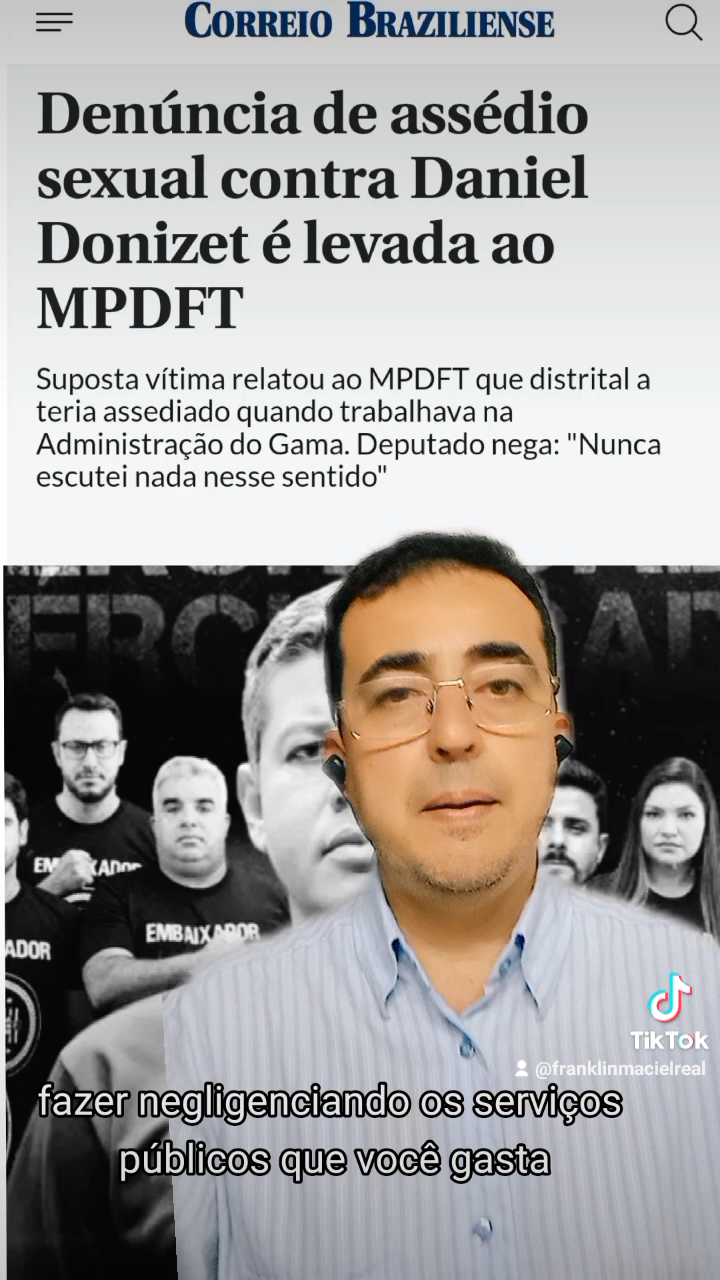 CORREIO BRAZILIENSE
Denúncia de assédio
sexual contra Daniel
Donizet é levada ao
MPDFT
Suposta vítima relatou ao MPDFT que distrital a
teria assediado quando trabalhava na
Administração do Gama. Deputado nega: "Nunca
escutei nada nesse sentido"
EMBAIXADOR
EMBAIXADOR
ADOR
TikTok
@franklinmacielreal
fazer negligenciando os serviços
públicos que você gasta